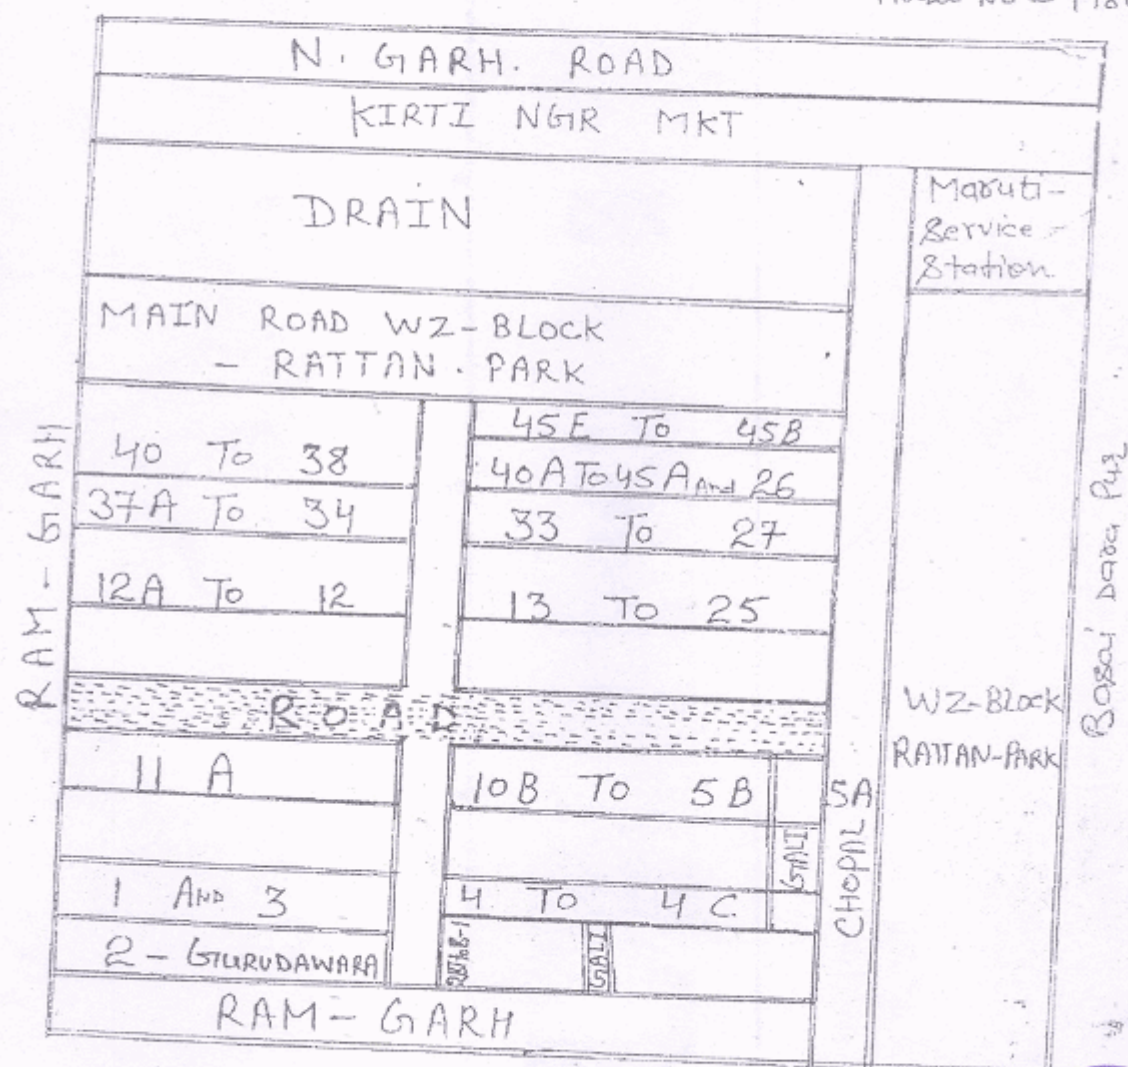 N. GARH. ROAD
KIRTI NGR MKT
DRAIN
Maruti-
Service-
Station
MAIN ROAD WZ-BLOCK
- RATTAN. PARK
RAM-GARH
40 To 38
37A To 34
12A To 12
45E To 45B
40A To 45A And 26
33 To 27
13 To 25
ROAD
11 A
1 AND 3
2 - GURUDAWARA
10B To 5B
5A
GALI
4 To 4C
GALI
CHOPAL
WZ-BLOCK
RATTAN-PARK
Basai Dara Pur
RAM-GARH